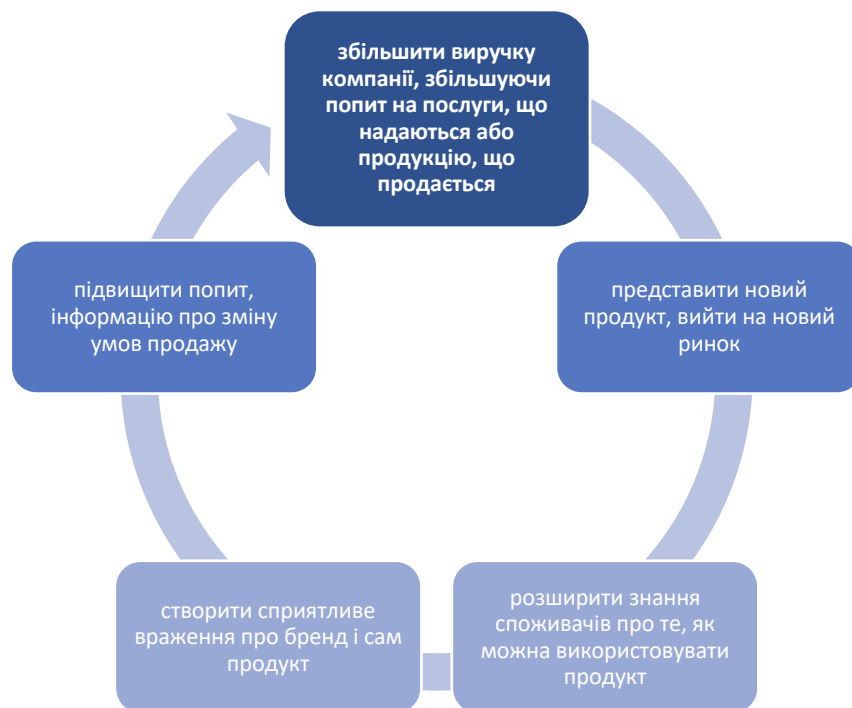 збільшити виручку
компанії, збільшуючи
попит на послуги, що
надаються або
продукцію, що
продається
представити новий
продукт, вийти на новий
ринок
розширити знання
споживачів про те, як
можна використовувати
продукт
створити сприятливе
враження про бренд і сам
продукт
підвищити попит,
інформацію про зміну
умов продажу